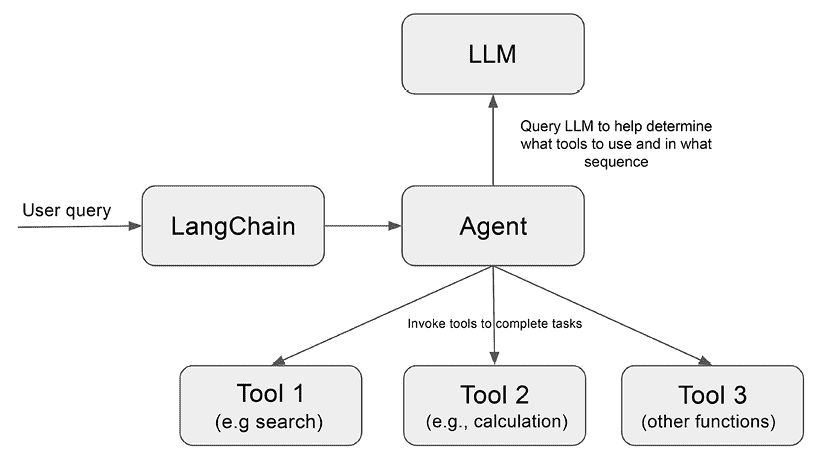 LLM
Query LLM to help determine
what tools to use and in what
sequence
User query
LangChain
Agent
Invoke tools to complete tasks
Tool 1
(e.g search)
Tool 2
(e.g., calculation)
Tool 3
(other functions)